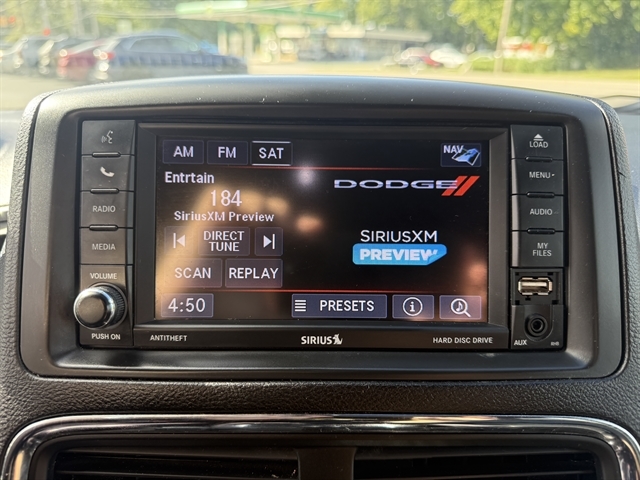 AM FM SAT NAV
Entrtain
184
SiriusXM Preview
DIRECT
TUNE
SCAN REPLAY
4:50
PRESETS
DODGE
SIRIUSXM
PREVIEW
RADIO
MEDIA
VOLUME
PUSH ON
LOAD
MENU
AUDIO
MY
FILES
ANTITHEFT
SIRIUS
HARD DISC DRIVE
AUX